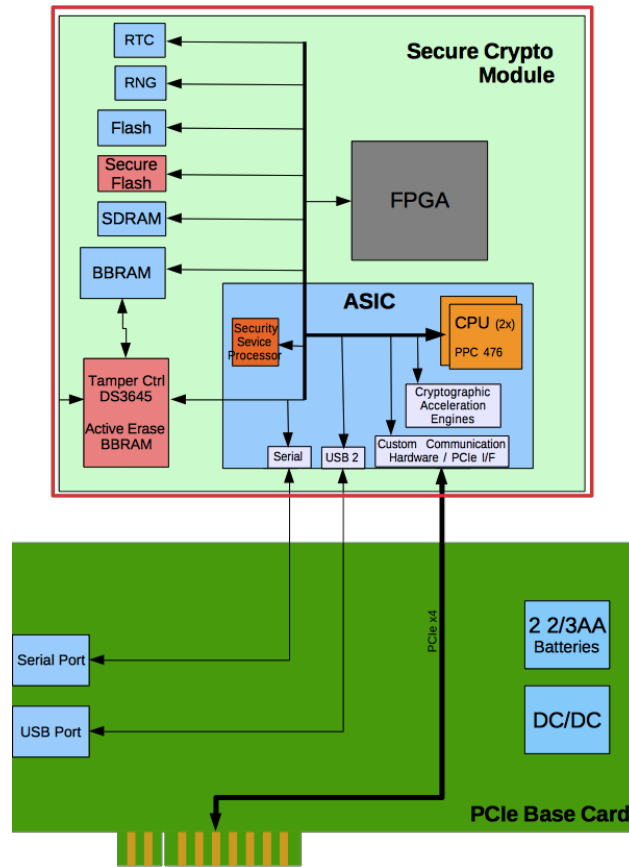 RTC
RNG
Flash
Secure
Flash
SDRAM
BBRAM
Tamper Ctrl
DS3645
Active Erase
BBRAM
Secure Crypto
Module
FPGA
ASIC
Security
Sevice
Processor
CPU (2x)
PPC 476
Cryptographic
Acceleration
Engines
Serial
USB 2
Custom Communication
Hardware / PCIe I/F
PCIe x4
Serial Port
USB Port
2 2/3AA
Batteries
DC/DC
PCIe Base Card